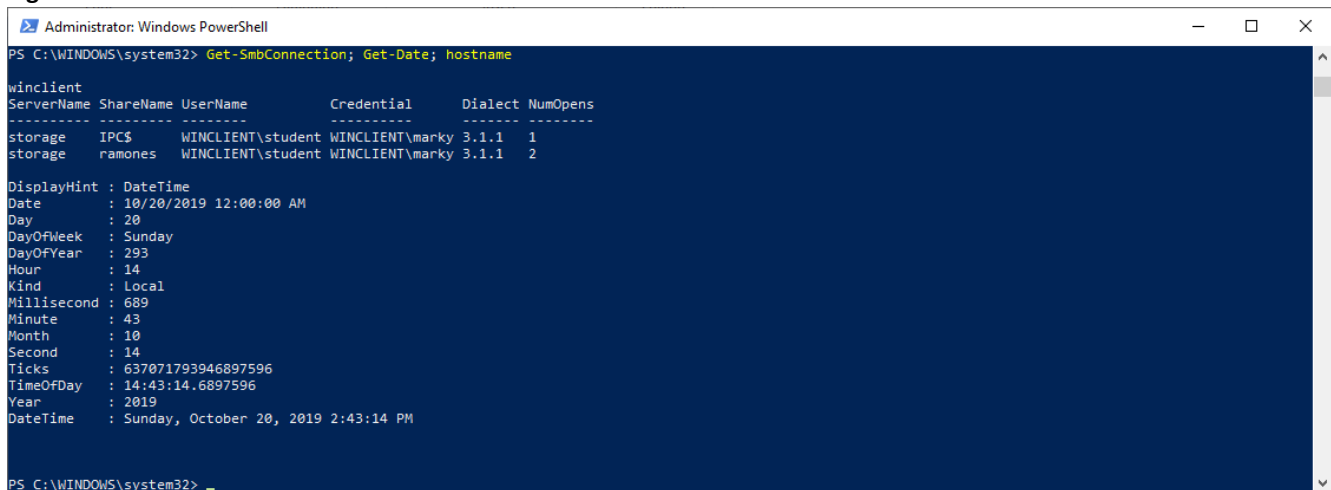 Administrator: Windows PowerShell
PS C:\WINDOWS\system32> Get-SmbConnection; Get-Date; hostname
winclient
ServerName ShareName UserName          Credential       Dialect NumOpens
---------- --------- --------          ----------       ------- --------
storage    IPC$      WINCLIENT\student WINCLIENT\marky 3.1.1   1
storage    ramones   WINCLIENT\student WINCLIENT\marky 3.1.1   2
DisplayHint : DateTime
Date        : 10/20/2019 12:00:00 AM
Day         : 20
DayOfWeek   : Sunday
DayOfYear   : 293
Hour        : 14
Kind        : Local
Millisecond : 689
Minute      : 43
Month       : 10
Second      : 14
Ticks       : 637071793946897596
TimeOfDay   : 14:43:14.6897596
Year        : 2019
DateTime    : Sunday, October 20, 2019 2:43:14 PM
PS C:\WINDOWS\system32> _